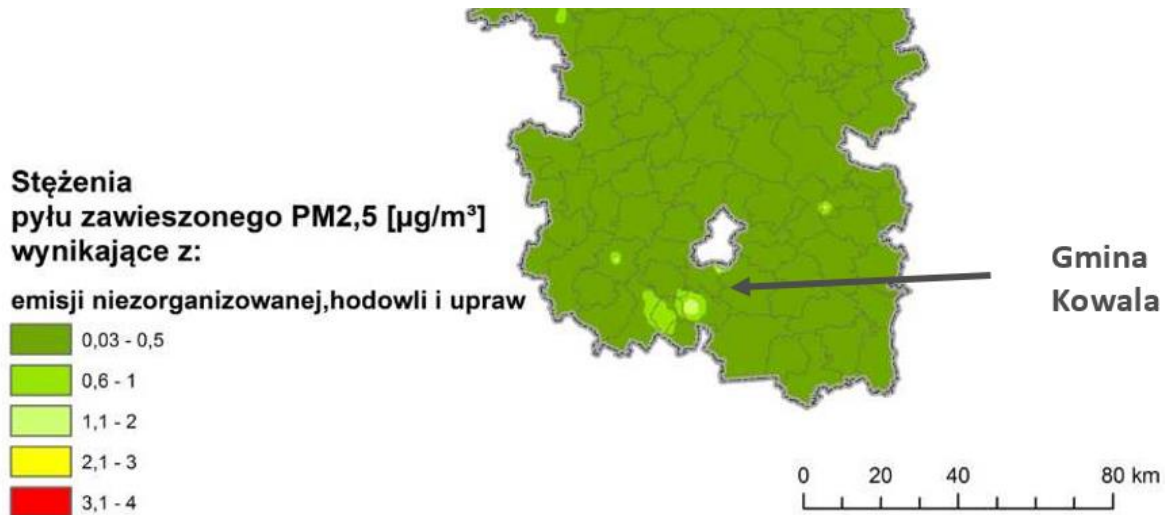 Stężenia
pyłu zawieszonego PM2,5 [µg/m³]
wynikające z:
emisji niezorganizowanej,hodowli i upraw
0,03 - 0,5
0,6 - 1
1,1 - 2
2,1 - 3
3,1 - 4
Gmina
Kowala
0 20 40 80 km